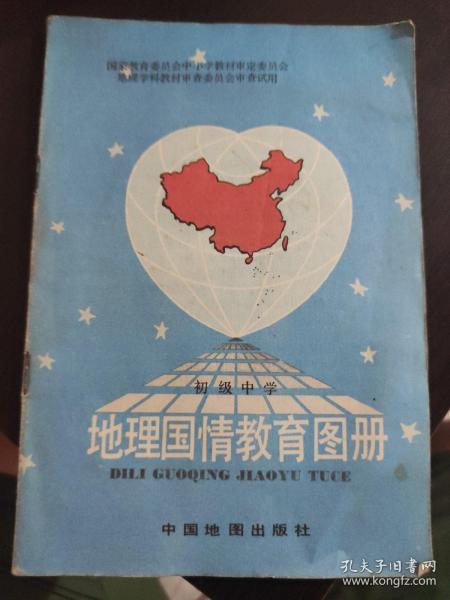 国家教育委员会中小学教材审定委员会
地理学科教材审查委员会审查试用
初级中学
地理国情教育图册
DILI GUOQING JIAOYU TUCE
中国地图出版社
孔夫子旧书网
www.kongfz.com